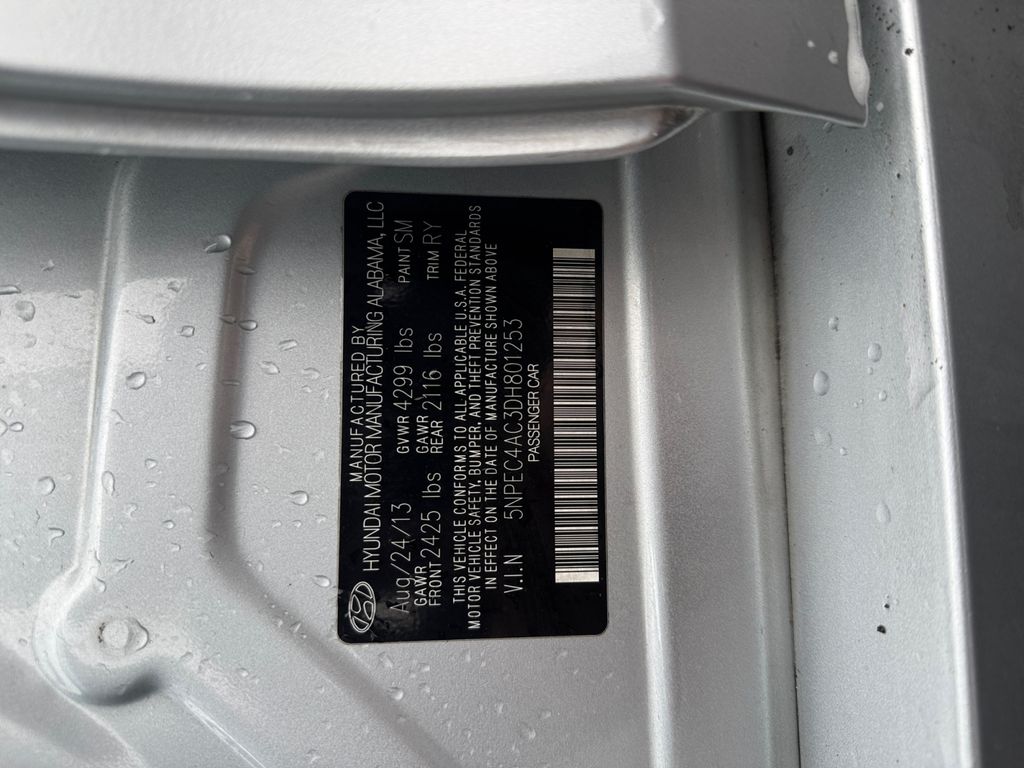 MANUFACTURED BY
HYUNDAI MOTOR MANUFACTURING ALABAMA, LLC
Aug/24/13 GVWR 4299 lbs PAINT SM
GAWR GAWR
FRONT 2425 lbs REAR 2116 lbs TRIM RY
THIS VEHICLE CONFORMS TO ALL APPLICABLE U.S.A. FEDERAL
MOTOR VEHICLE SAFETY, BUMPER, AND THEFT PREVENTION STANDARDS
IN EFFECT ON THE DATE OF MANUFACTURE SHOWN ABOVE
V.I.N 5NPEC4AC3DH801253
PASSENGER CAR